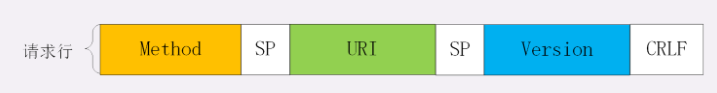 请求行 Method SP URI SP Version CRLF